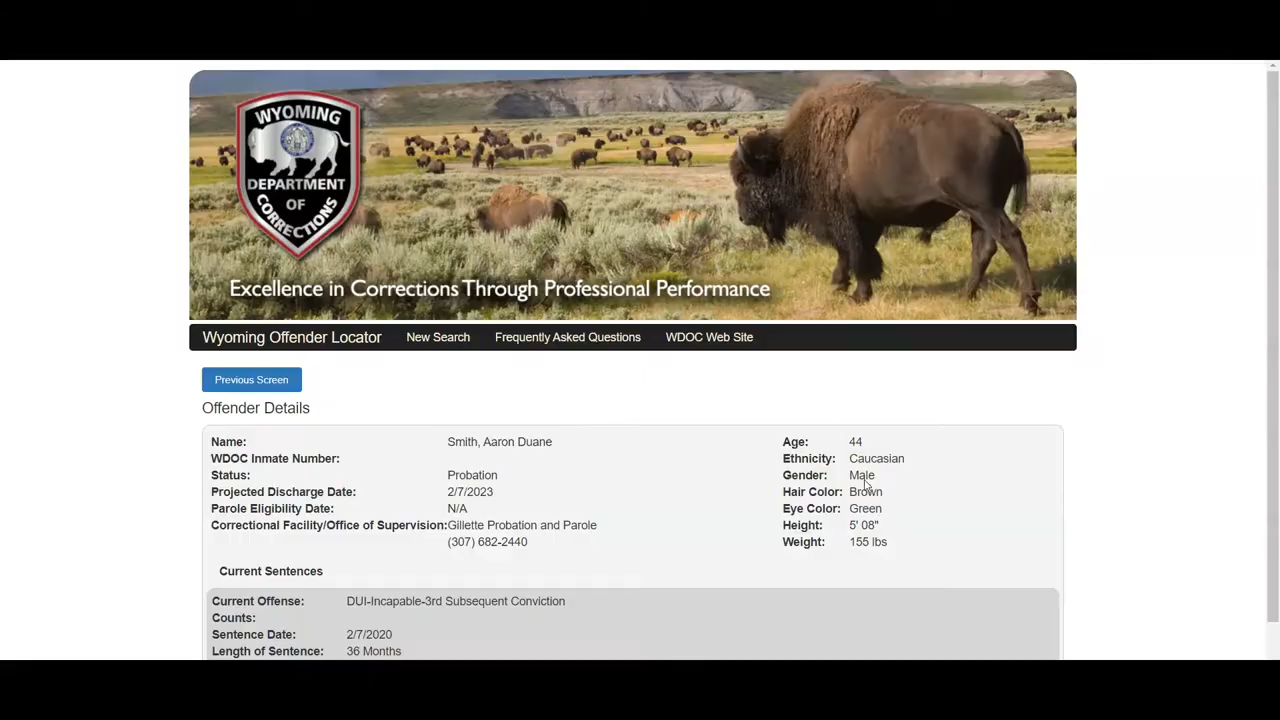 WYOMING
DEPARTMENT
OF
CORRECTIONS
Excellence in Corrections Through Professional Performance
Wyoming Offender Locator New Search Frequently Asked Questions WDOC Web Site
Previous Screen
Offender Details
Name: Smith, Aaron Duane Age: 44
WDOC Inmate Number: Ethnicity: Caucasian
Status: Probation Gender: Male
Projected Discharge Date: 2/7/2023 Hair Color: Brown
Parole Eligibility Date: N/A Eye Color: Green
Correctional Facility/Office of Supervision: Gillette Probation and Parole Height: 5' 08"
(307) 682-2440 Weight: 155 lbs
Current Sentences
Current Offense: DUI-Incapable-3rd Subsequent Conviction
Counts:
Sentence Date: 2/7/2020
Length of Sentence: 36 Months